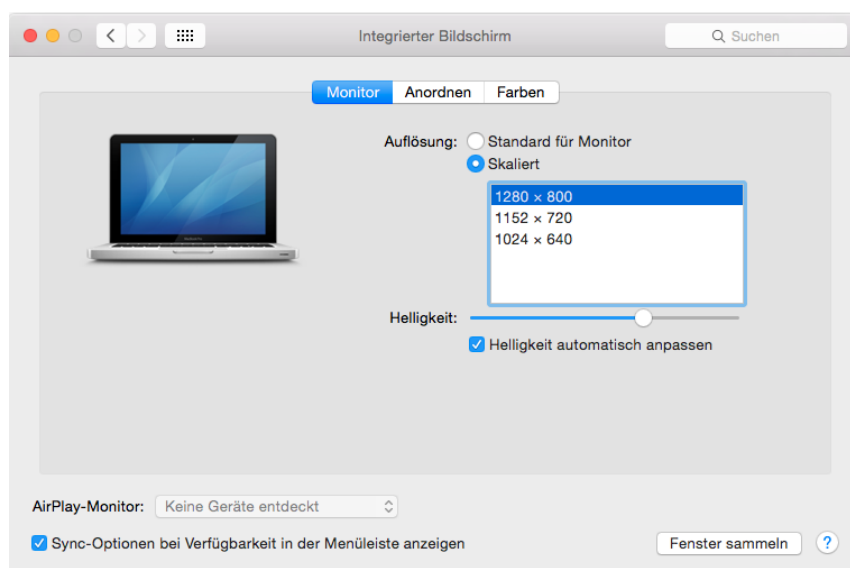 Integrierter Bildschirm
Suchen
Monitor Anordnen Farben
Auflösung: Standard für Monitor
Skaliert
1280 × 800
1152 × 720
1024 × 640
Helligkeit:
Helligkeit automatisch anpassen
AirPlay-Monitor: Keine Geräte entdeckt
Sync-Optionen bei Verfügbarkeit in der Menüleiste anzeigen
Fenster sammeln ?